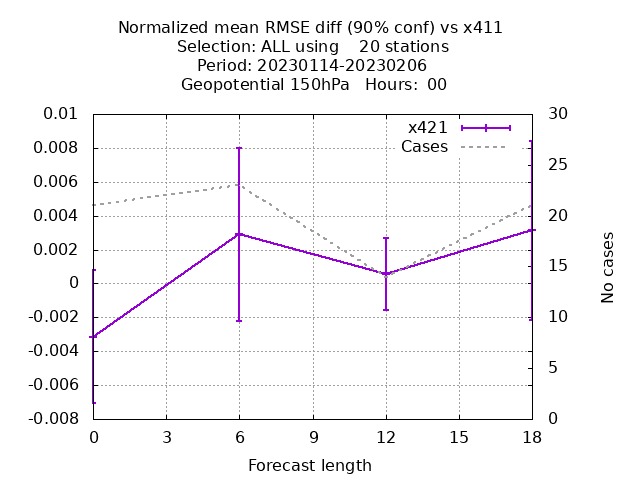 Normalized mean RMSE diff (90% conf) vs x411
Selection: ALL using    20 stations
Period: 20230114-20230206
Geopotential 150hPa   Hours:  00
x421
Cases
0.01
0.008
0.006
0.004
0.002
0
-0.002
-0.004
-0.006
-0.008
30
25
20
15
10
5
0
No cases
0 3 6 9 12 15 18
Forecast length